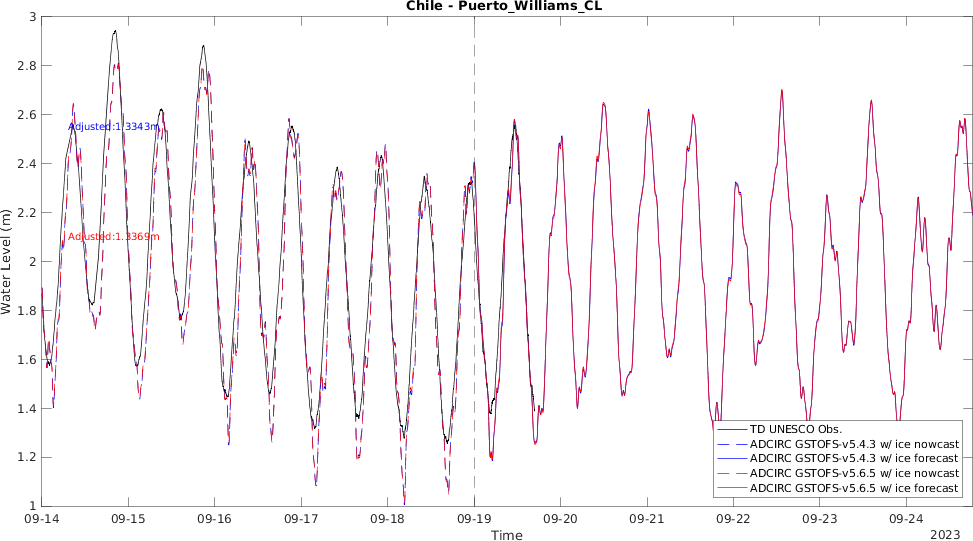 Chile - Puerto_Williams_CL
3
2.8
2.6
2.4
2.2
2
1.8
1.6
1.4
1.2
1
Water Level (m)
Adjusted:1.3343m
Adjusted:1.3369m
TD UNESCO Obs.
ADCIRC GSTOFS-v5.4.3 w/ ice nowcast
ADCIRC GSTOFS-v5.4.3 w/ ice forecast
ADCIRC GSTOFS-v5.6.5 w/ ice nowcast
ADCIRC GSTOFS-v5.6.5 w/ ice forecast
09-14 09-15 09-16 09-17 09-18 09-19 09-20 09-21 09-22 09-23 09-24
Time
2023